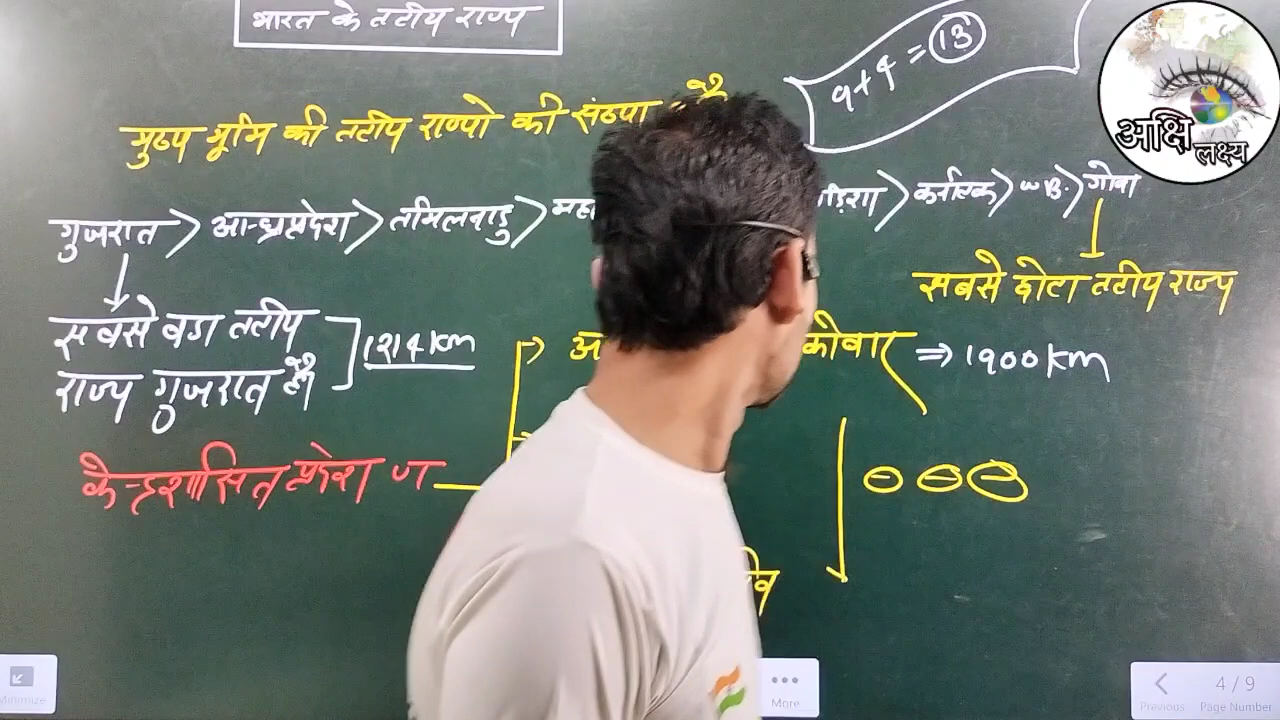 भारत के तटीय राज्य
9+4 = 13
मुख्य भूमि की तटीय राज्यो की संख्या
गुजरात > आन्ध्रप्रदेश > तमिलनाडु > कर्नाटक > W.B. > गोवा
सबसे छोटा तटीय राज्य
सबसे बडा तटीय
राज्य गुजरात है
1214 km
⇒ 1900 km
केन्द्रशासित प्रदेश
अक्षि
लक्ष्य
Minimize
More
Previous
4 / 9
Page Number